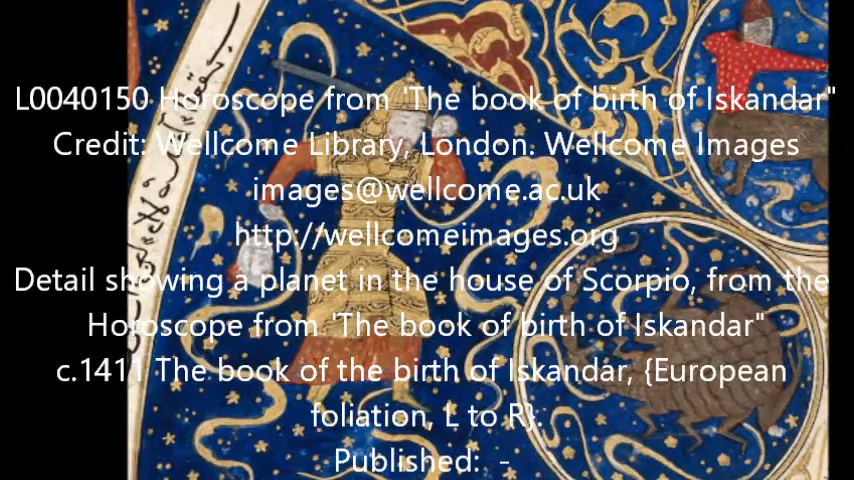 L0040150 Horoscope from 'The book of birth of Iskandar"
Credit: Wellcome Library, London. Wellcome Images
images@wellcome.ac.uk
http://wellcomeimages.org
Detail showing a planet in the house of Scorpio, from the
Horoscope from 'The book of birth of Iskandar"
c.1411 The book of the birth of Iskandar, {European
foliation, L to R}.
Published:  -